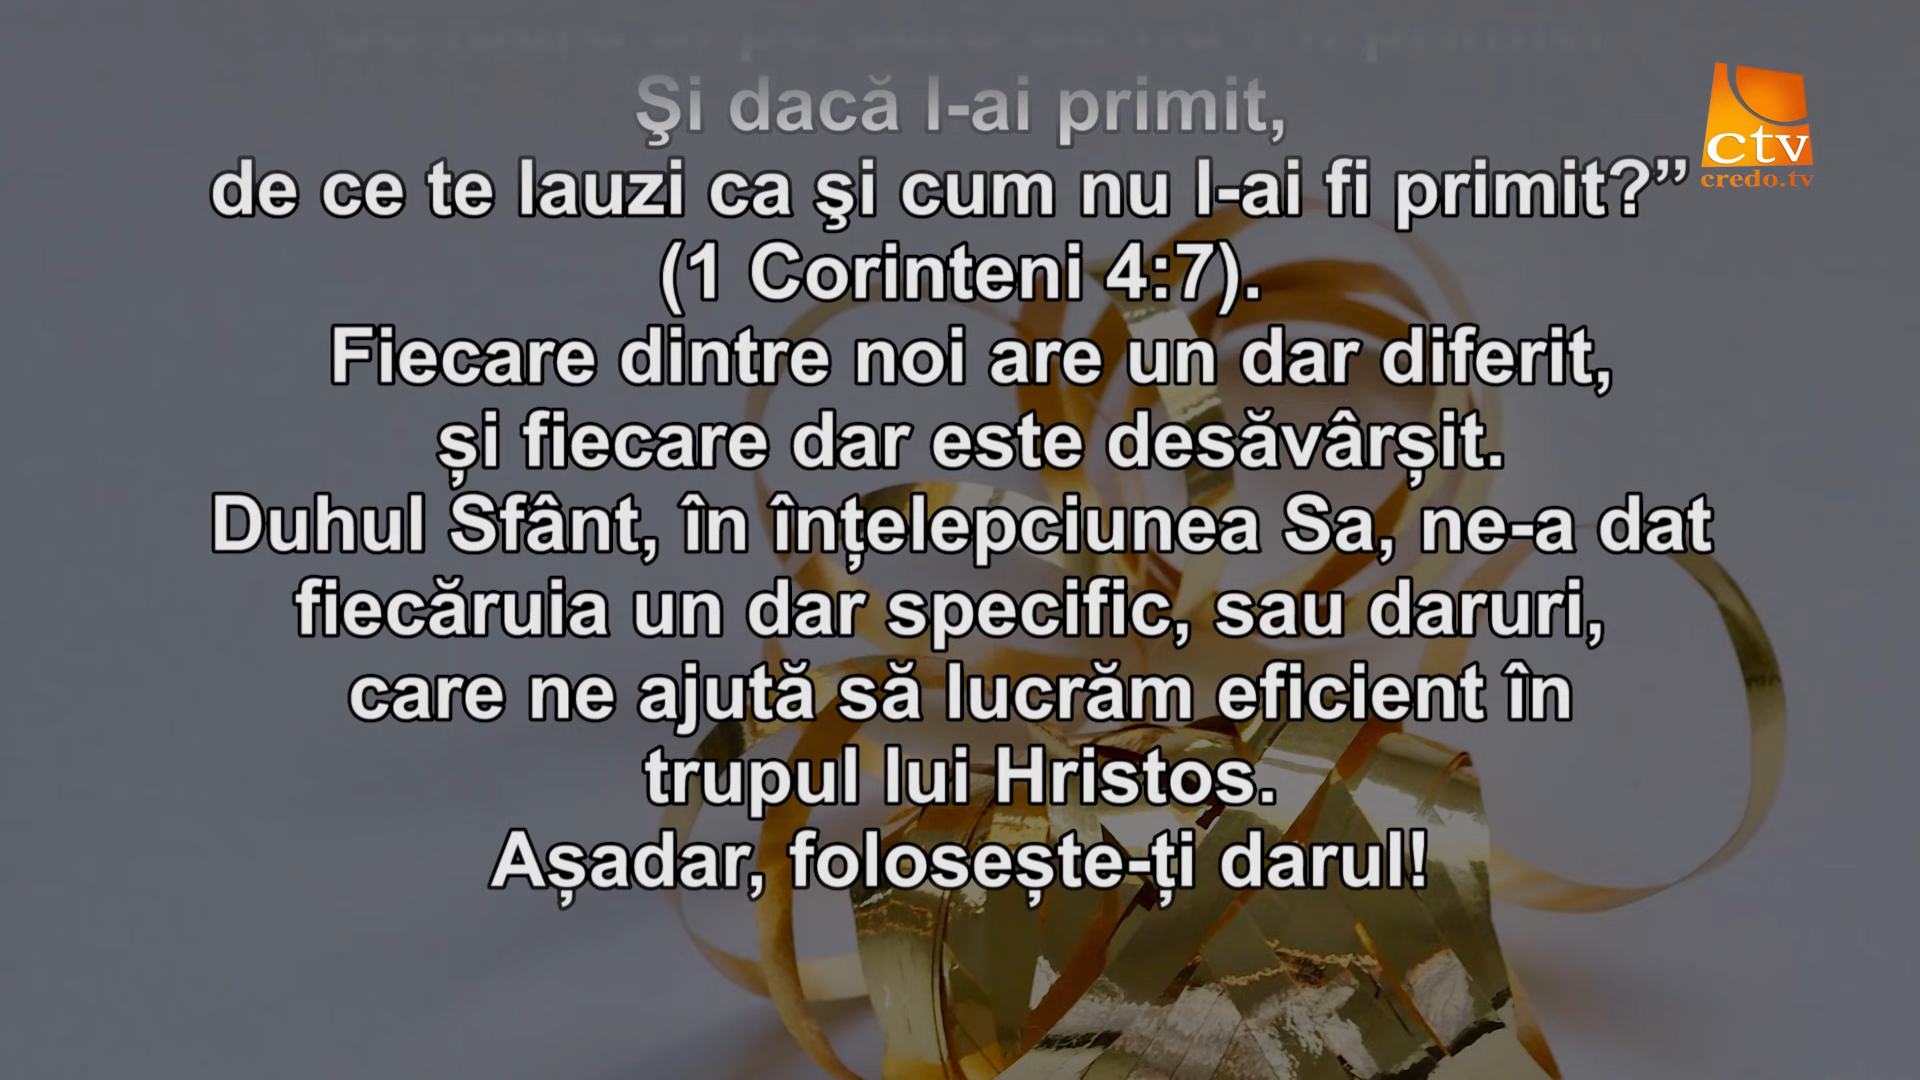 Şi dacă l-ai primit,
de ce te lauzi ca şi cum nu l-ai fi primit?”
(1 Corinteni 4:7).
Fiecare dintre noi are un dar diferit,
și fiecare dar este desăvârșit.
Duhul Sfânt, în înțelepciunea Sa, ne-a dat
fiecăruia un dar specific, sau daruri,
care ne ajută să lucrăm eficient în
trupul lui Hristos.
Așadar, folosește-ți darul!
ctv
credo.tv